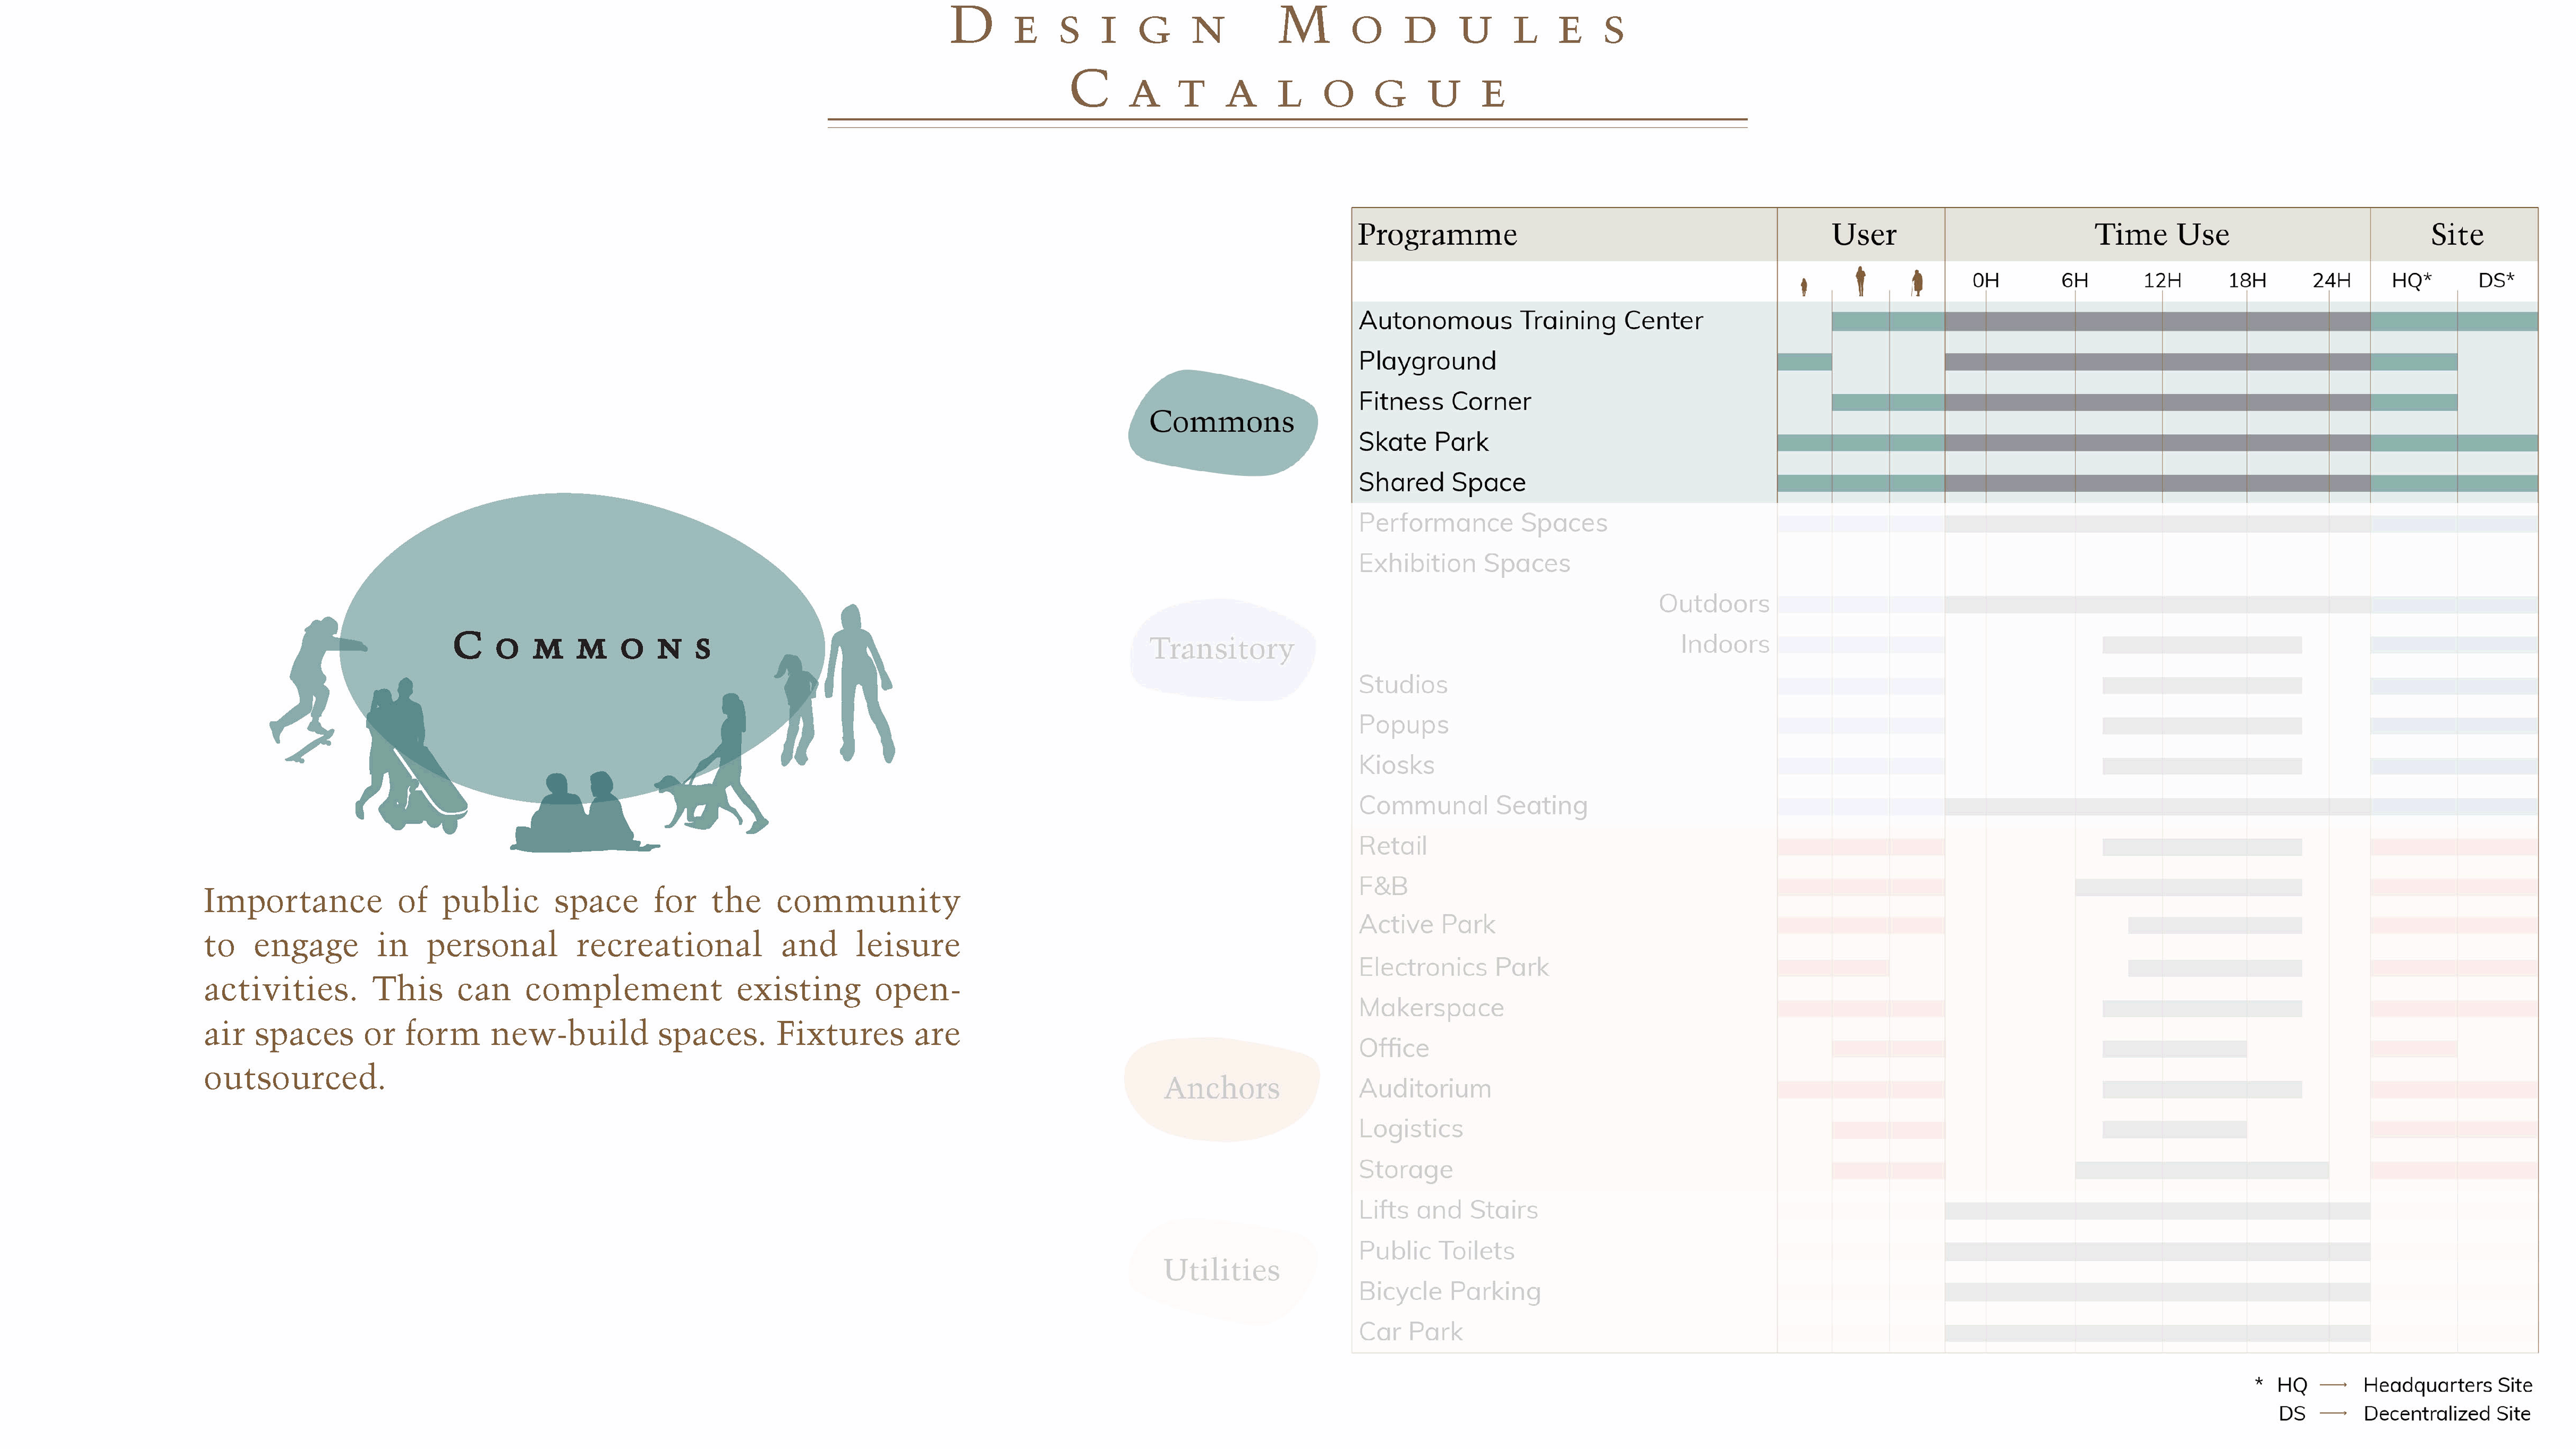 DESIGN MODULES
CATALOGUE
COMMONS
Importance of public space for the community
to engage in personal recreational and leisure
activities. This can complement existing open-
air spaces or form new-build spaces. Fixtures are
outsourced.
Commons
Transitory
Anchors
Utilities
Programme User Time Use Site
0H 6H 12H 18H 24H HQ* DS*
Autonomous Training Center
Playground
Fitness Corner
Skate Park
Shared Space
Performance Spaces
Exhibition Spaces
Outdoors
Indoors
Studios
Popups
Kiosks
Communal Seating
Retail
F&B
Active Park
Electronics Park
Makerspace
Office
Auditorium
Logistics
Storage
Lifts and Stairs
Public Toilets
Bicycle Parking
Car Park
* HQ → Headquarters Site
DS → Decentralized Site